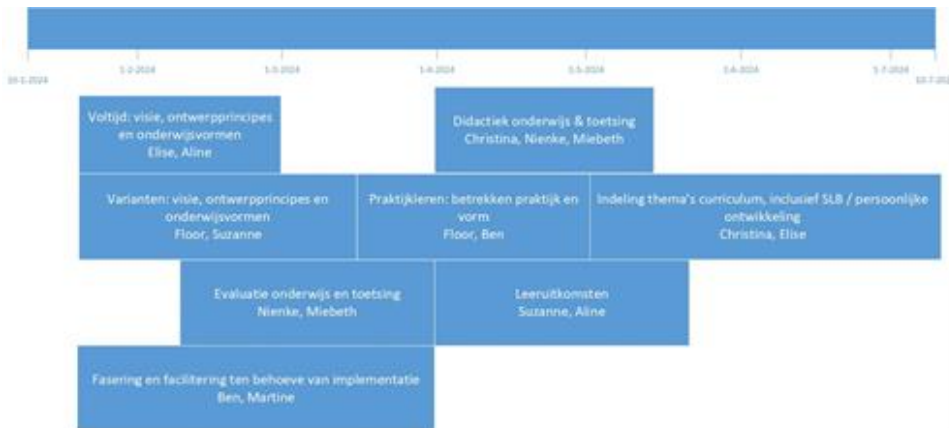 1-2-2024
1-3-2024
1-4-2024
1-5-2024
1-6-2024
1-7-2024
Voltijd: visie, ontwerpprincipes
en onderwijsvormen
Elise, Aline
Didactiek onderwijs & toetsing
Christina, Nienke, Miebeth
Varianten: visie, ontwerpprincipes en
onderwijsvormen
Floor, Suzanne
Praktijkleren: betrekken praktijk en
vorm
Floor, Ben
Indeling thema's curriculum, inclusief SLB / persoonlijke
ontwikkeling
Christina, Elise
Evaluatie onderwijs en toetsing
Nienke, Miebeth
Leeruitkomsten
Suzanne, Aline
Fasering en facilitering ten behoeve van implementatie
Ben, Martine